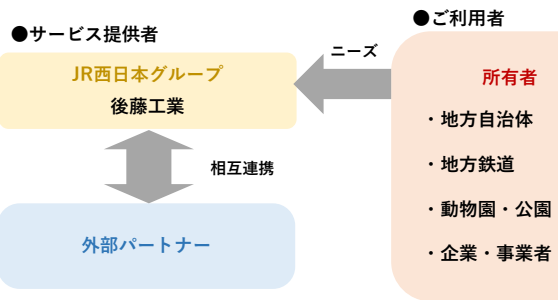 ●サービス提供者
JR西日本グループ
後藤工業
相互連携
外部パートナー
ニーズ
●ご利用者
所有者
・地方自治体
・地方鉄道
・動物園・公園
・企業・事業者